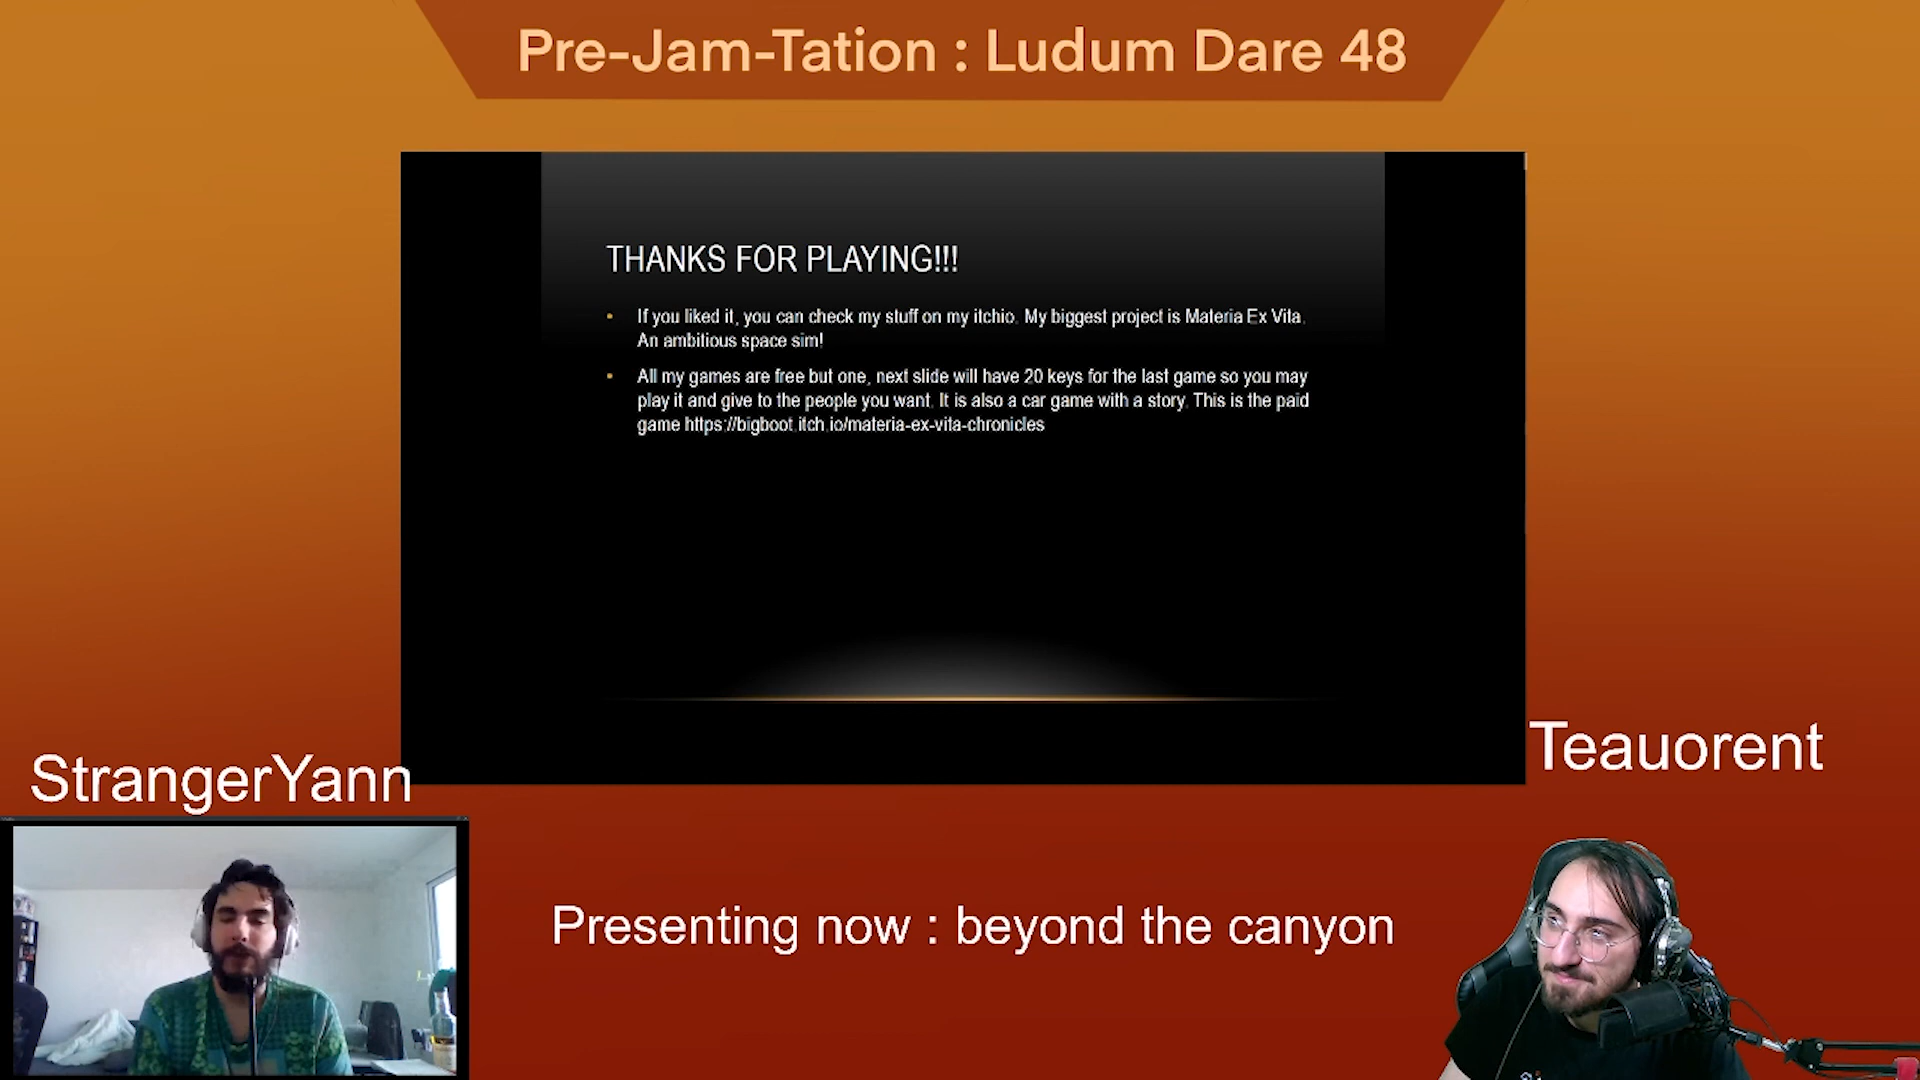 Pre-Jam-Tation : Ludum Dare 48
THANKS FOR PLAYING!!!
• If you liked it, you can check my stuff on my itchio. My biggest project is Materia Ex Vita.
An ambitious space sim!
• All my games are free but one, next slide will have 20 keys for the last game so you may
play it and give to the people you want. It is also a car game with a story. This is the paid
game https://bigboot.itch.io/materia-ex-vita-chronicles
StrangerYann
Teauorent
Presenting now : beyond the canyon